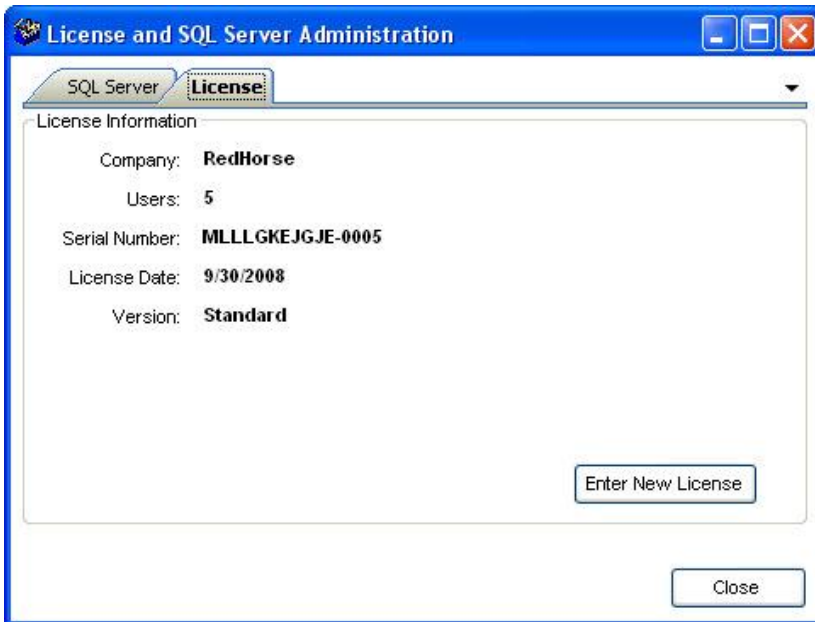 License and SQL Server Administration
SQL Server License
License Information
Company: RedHorse
Users: 5
Serial Number: MLLLGKEJGJE-0005
License Date: 9/30/2008
Version: Standard
Enter New License
Close